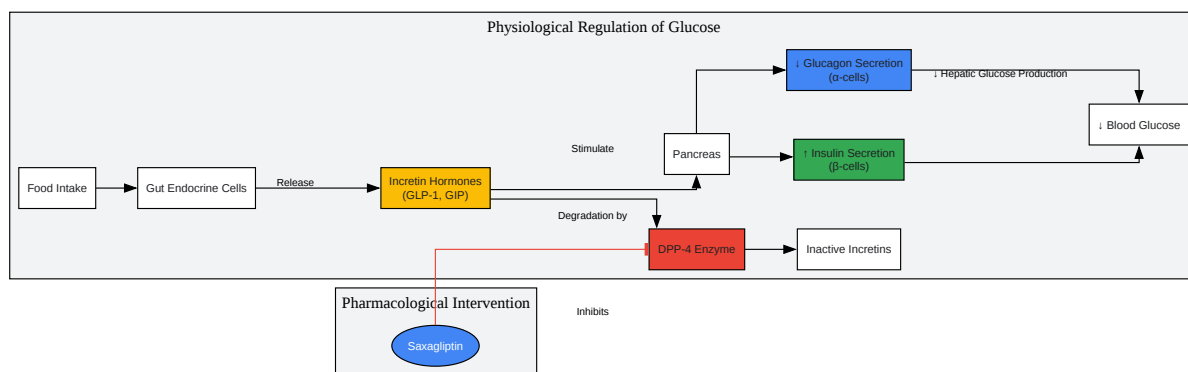 Physiological Regulation of Glucose
↓ Glucagon Secretion
(α-cells)
↓ Hepatic Glucose Production
↓ Blood Glucose
Stimulate
Pancreas
↑ Insulin Secretion
(β-cells)
Food Intake
Gut Endocrine Cells
Release
Incretin Hormones
(GLP-1, GIP)
Degradation by
DPP-4 Enzyme
Inactive Incretins
Pharmacological Intervention
Inhibits
Saxagliptin